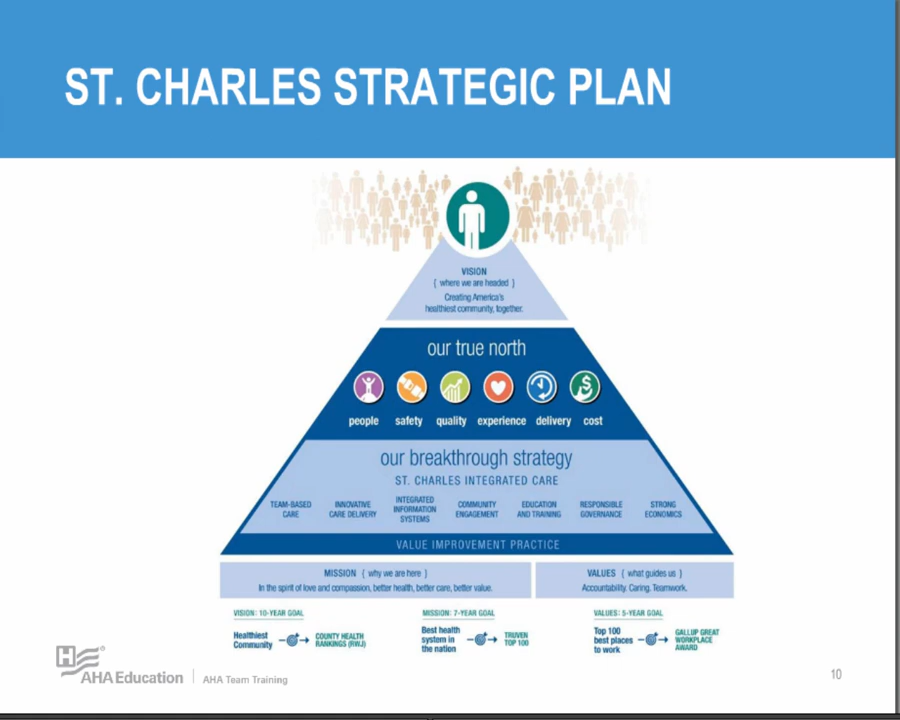 ST. CHARLES STRATEGIC PLAN
VISION
{ where we are headed }
Creating America's
healthiest community, together.
our true north
people safety quality experience delivery cost
our breakthrough strategy
ST. CHARLES INTEGRATED CARE
TEAM-BASED
CARE
INNOVATIVE
CARE DELIVERY
INTEGRATED
INFORMATION
SYSTEMS
COMMUNITY
ENGAGEMENT
EDUCATION
AND TRAINING
RESPONSIBLE
GOVERNANCE
STRONG
ECONOMICS
VALUE IMPROVEMENT PRACTICE
MISSION { why we are here }
In the spirit of love and compassion, better health, better care, better value.
VALUES { what guides us }
Accountability. Caring. Teamwork.
VISION: 10-YEAR GOAL
Healthiest
Community
COUNTY HEALTH
RANKINGS (RWJ)
MISSION: 7-YEAR GOAL
Best health
system in
the nation
TRUVEN
TOP 100
VALUES: 5-YEAR GOAL
Top 100
best places
to work
GALLUP GREAT
WORKPLACE
AWARD
H
AHA Education
AHA Team Training
10